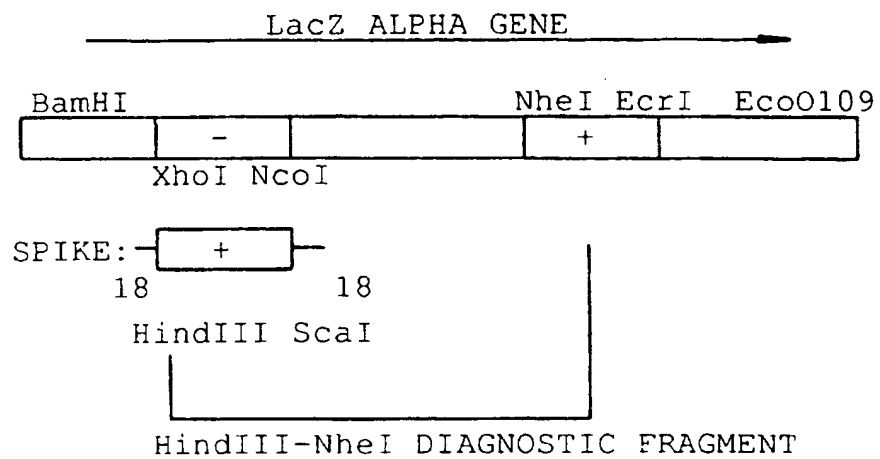 LacZ ALPHA GENE
BamHI NheI EcrI EcoO109
- +
XhoI NcoI
SPIKE: +
18 18
HindIII ScaI
HindIII-NheI DIAGNOSTIC FRAGMENT